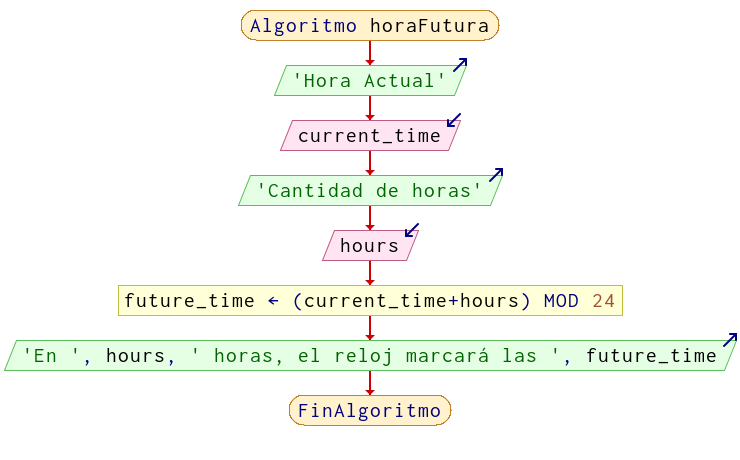 Algoritmo horaFutura
'Hora Actual'
current_time
'Cantidad de horas'
hours
future_time ← (current_time+hours) MOD 24
'En ', hours, ' horas, el reloj marcará las ', future_time
FinAlgoritmo